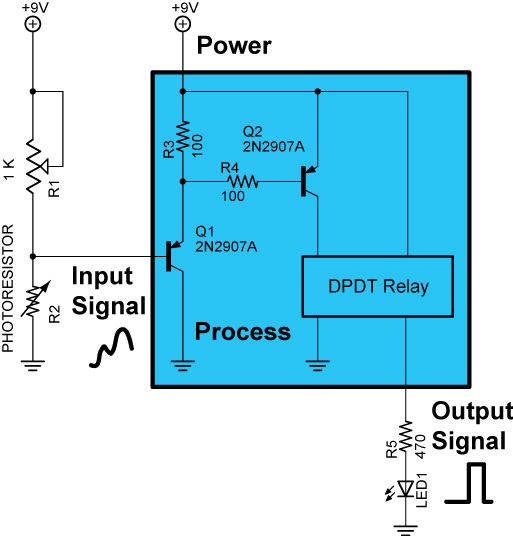 +9V
+9V
Power
R3
100
Q2
2N2907A
R4
100
1 K
R1
Q1
2N2907A
PHOTORESISTOR
R2
Input
Signal
DPDT Relay
Process
Output
Signal
R5
470
LED1